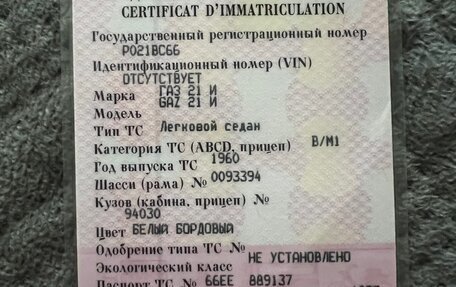 CERTIFICAT D'IMMATRICULATION
Государственный регистрационный номер
Р021ВС66
Идентификационный номер (VIN)
ОТСУТСТВУЕТ
Марка ГАЗ 21 И
Модель GAZ 21 И
Тип ТС Легковой седан
Категория ТС (ABCD, прицеп) В/М1
Год выпуска ТС 1960
Шасси (рама) № 0093394
Кузов (кабина, прицеп) №
94030
Цвет БЕЛЫЙ БОРДОВЫЙ
Одобрение типа ТС №
Экологический класс НЕ УСТАНОВЛЕНО
Паспорт ТС № 66ЕЕ 889137